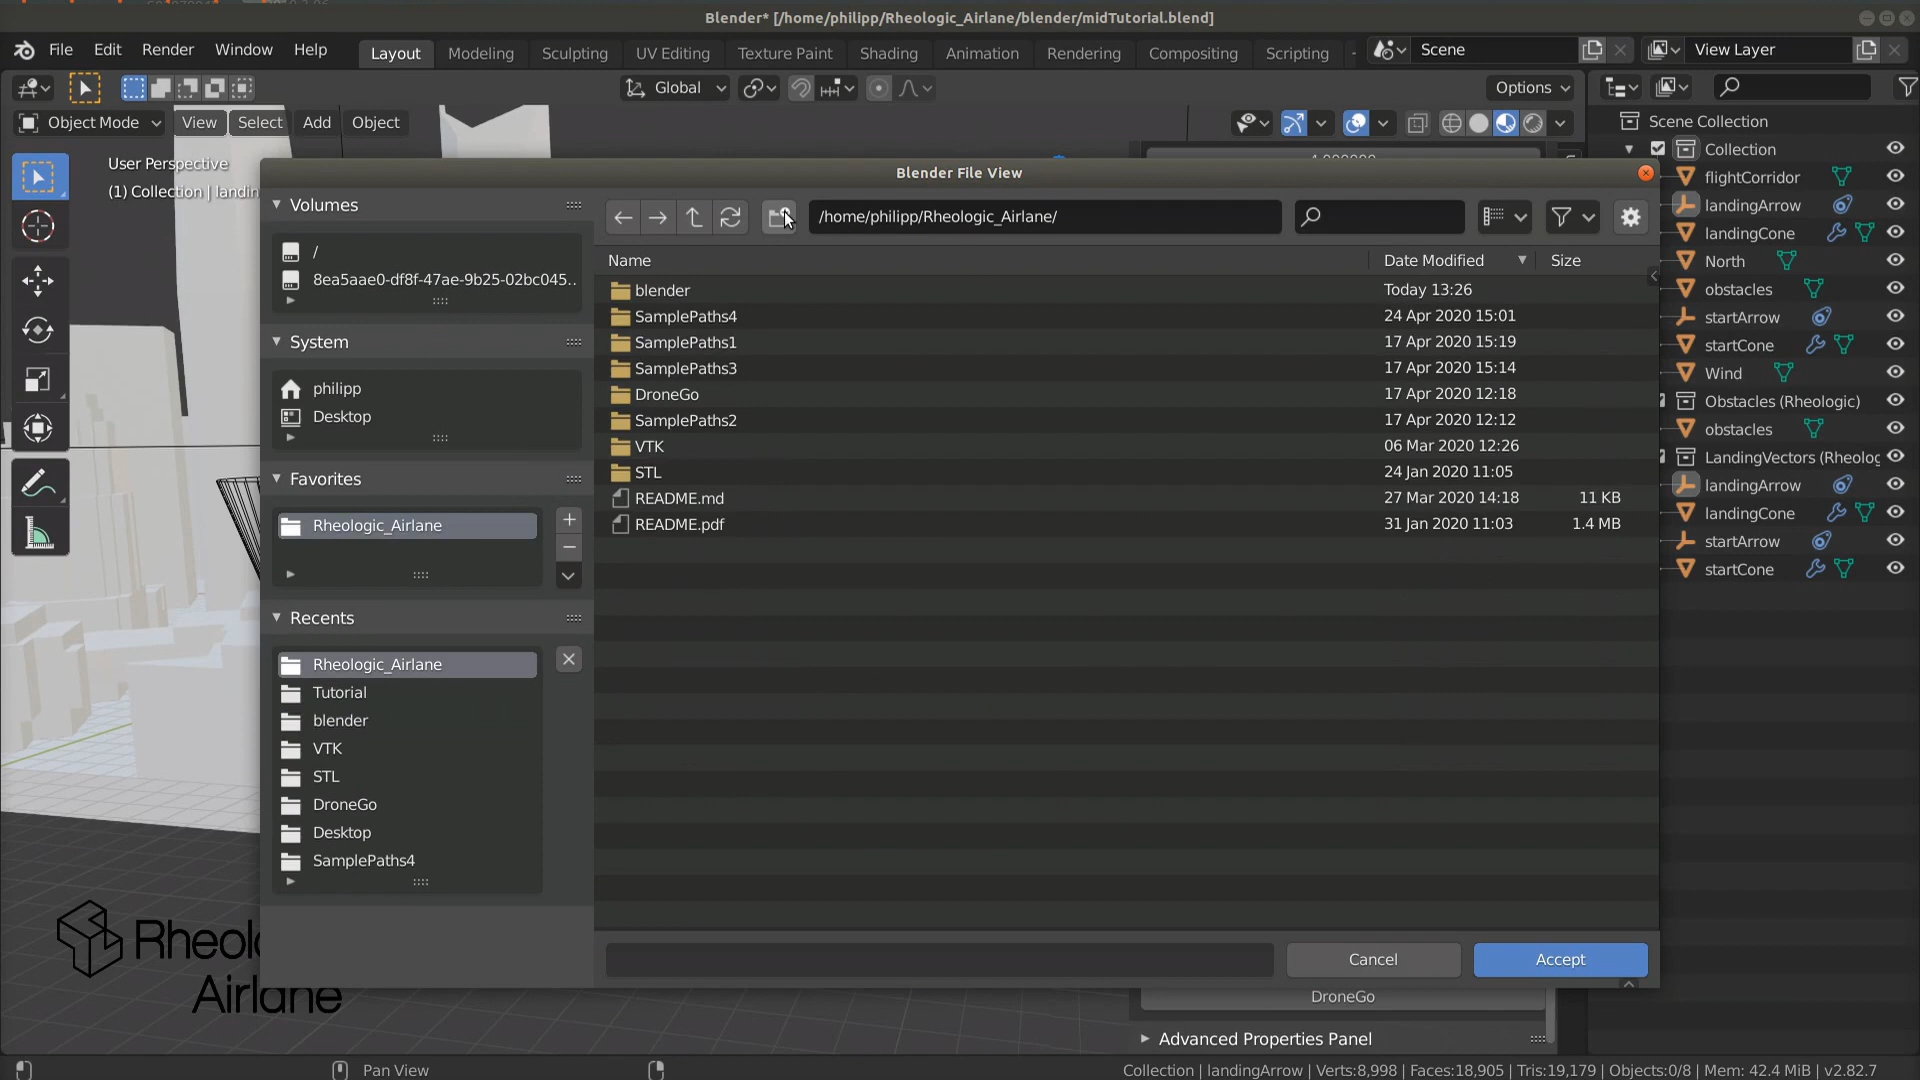 Blender* [/home/philipp/Rheologic_Airlane/blender/midTutorial.blend]
File Edit Render Window Help
Layout Modeling Sculpting UV Editing Texture Paint Shading Animation Rendering Compositing Scripting
Scene
View Layer
Global
Options
Object Mode View Select Add Object
Scene Collection
User Perspective
(1) Collection | landin
Collection
flightCorridor
landingArrow
landingCone
North
obstacles
startArrow
startCone
Wind
Obstacles (Rheologic)
obstacles
LandingVectors (Rheolog
landingArrow
landingCone
startArrow
startCone
Blender File View
Volumes
/
8ea5aae0-df8f-47ae-9b25-02bc045..
System
philipp
Desktop
Favorites
Rheologic_Airlane
Recents
Rheologic_Airlane
Tutorial
blender
VTK
STL
DroneGo
Desktop
SamplePaths4
/home/philipp/Rheologic_Airlane/
Name Date Modified Size
blender Today 13:26
SamplePaths4 24 Apr 2020 15:01
SamplePaths1 17 Apr 2020 15:19
SamplePaths3 17 Apr 2020 15:14
DroneGo 17 Apr 2020 12:18
SamplePaths2 17 Apr 2020 12:12
VTK 06 Mar 2020 12:26
STL 24 Jan 2020 11:05
README.md 27 Mar 2020 14:18 11 KB
README.pdf 31 Jan 2020 11:03 1.4 MB
Cancel Accept
Rheolo
Airlane
DroneGo
Advanced Properties Panel
Pan View
Collection | landingArrow | Verts:8,998 | Faces:18,905 | Tris:19,179 | Objects:0/8 | Mem: 42.4 MiB | v2.82.7